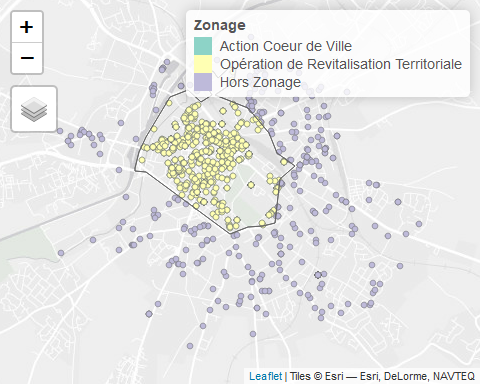 +
−
Zonage
Action Coeur de Ville
Opération de Revitalisation Territoriale
Hors Zonage
Leaflet | Tiles © Esri — Esri, DeLorme, NAVTEQ